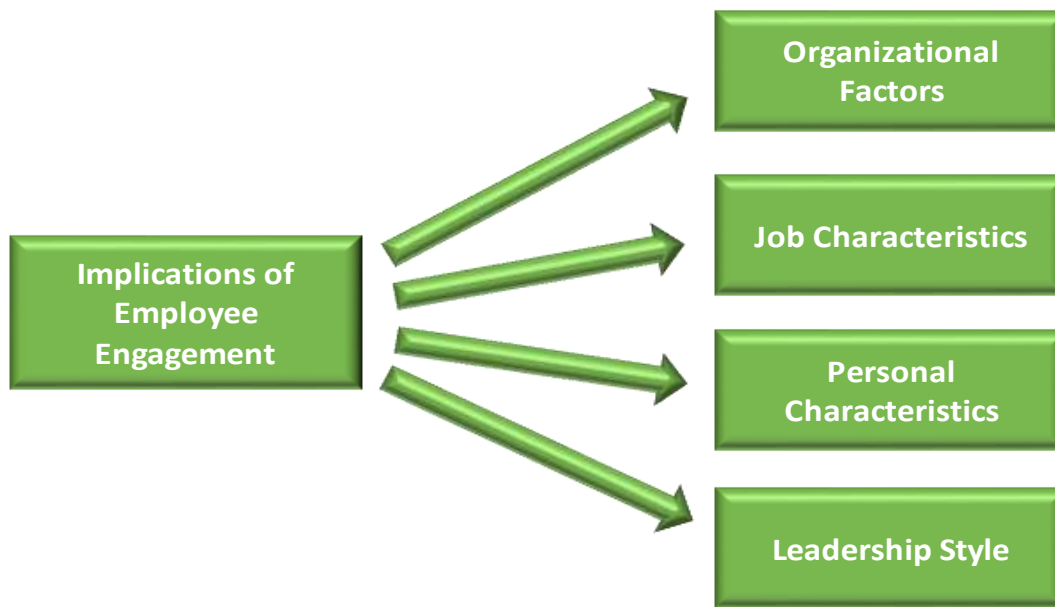 Organizational
Factors
Job Characteristics
Implications of
Employee
Engagement
Personal
Characteristics
Leadership Style